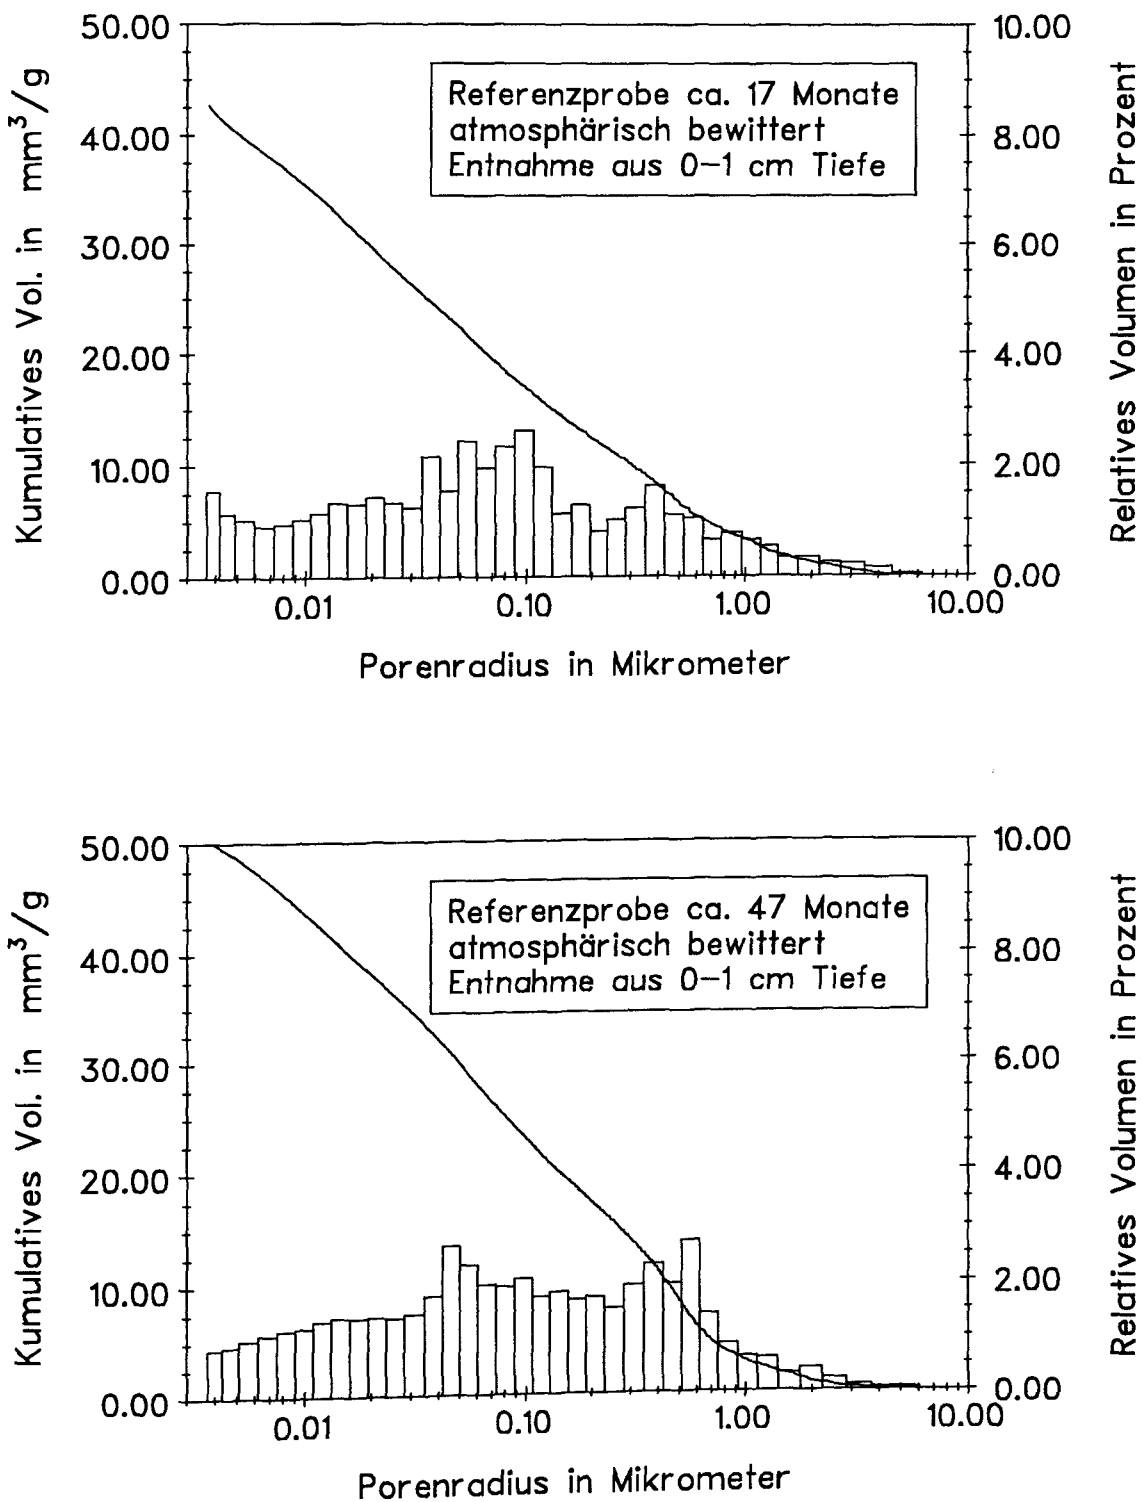 50.00
40.00
30.00
20.00
10.00
0.00
Kumulatives Vol. in mm³/g
Referenzprobe ca. 17 Monate
atmosphärisch bewittert
Entnahme aus 0-1 cm Tiefe
10.00
8.00
6.00
4.00
2.00
0.00
Relatives Volumen in Prozent
0.01 0.10 1.00 10.00
Porenradius in Mikrometer
50.00
40.00
30.00
20.00
10.00
0.00
Kumulatives Vol. in mm³/g
Referenzprobe ca. 47 Monate
atmosphärisch bewittert
Entnahme aus 0-1 cm Tiefe
10.00
8.00
6.00
4.00
2.00
0.00
Relatives Volumen in Prozent
0.01 0.10 1.00 10.00
Porenradius in Mikrometer